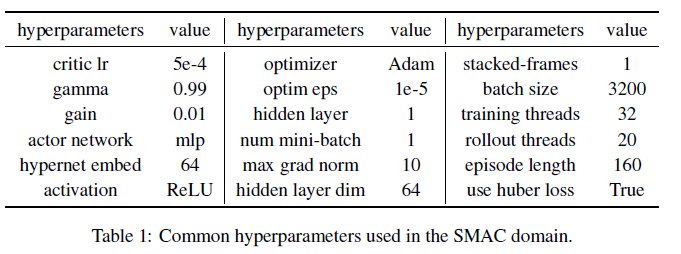 hyperparameters value hyperparameters value hyperparameters value
critic lr 5e-4 optimizer Adam stacked-frames 1
gamma 0.99 optim eps 1e-5 batch size 3200
gain 0.01 hidden layer 1 training threads 32
actor network mlp num mini-batch 1 rollout threads 20
hypernet embed 64 max grad norm 10 episode length 160
activation ReLU hidden layer dim 64 use huber loss True
Table 1: Common hyperparameters used in the SMAC domain.